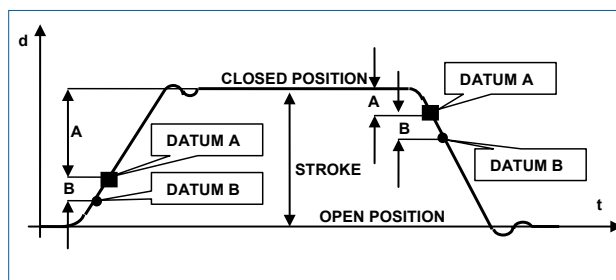 d
CLOSED POSITION
DATUM A
A
A
B
DATUM A
DATUM B
B
DATUM B
STROKE
OPEN POSITION
t